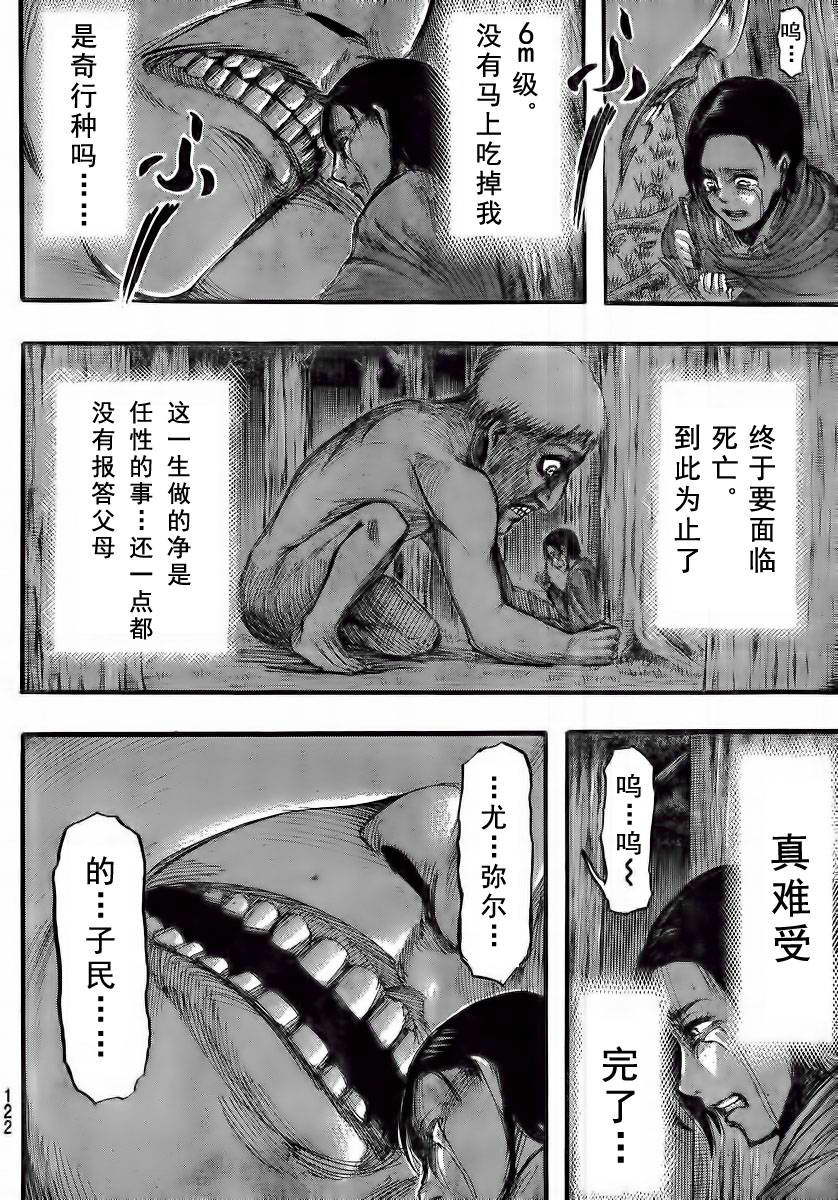 呜…
6m级。
没有马上吃掉我
是奇行种吗……
ふ
ふ
终于要面临
死亡。
到此为止了
这一生做的净是
任性的事…还一点都
没有报答父母
真难受
呜…呜~
完了…
…尤…弥尔…
的…子民……
122